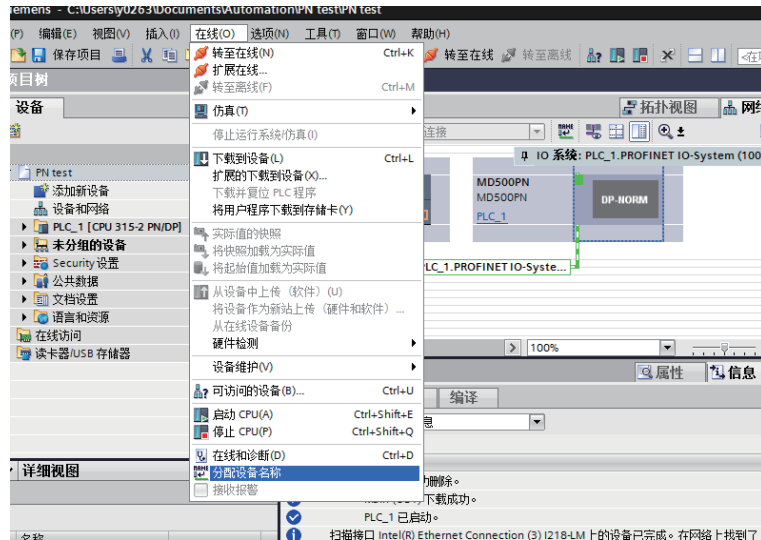 iemens - C:\Users\y0263\Documents\Automation\PN test\PN test
(P) 编辑(E) 视图(V) 插入(I) 在线(O) 选项(N) 工具(T) 窗口(W) 帮助(H)
保存项目 转至在线 转至离线
项目树
设备
PN test
添加新设备
设备和网络
PLC_1 [CPU 315-2 PN/DP]
未分组的设备
Security 设置
公共数据
文档设置
语言和资源
在线访问
读卡器/USB 存储器
详细视图
名称
转至在线(N) Ctrl+K
扩展在线...
转至离线(F) Ctrl+M
仿真(T)
停止运行系统/仿真(I)
下载到设备(L) Ctrl+L
扩展的下载到设备(X)...
下载并复位 PLC 程序
将用户程序下载到存储卡(Y)
实际值的快照
将快照加载为实际值
将起始值加载为实际值
从设备中上传（软件）(U)
将设备作为新站上传（硬件和软件）...
从在线设备备份
硬件检测
设备维护(V)
可访问的设备(B)... Ctrl+U
启动 CPU(A) Ctrl+Shift+E
停止 CPU(P) Ctrl+Shift+Q
在线和诊断(D) Ctrl+D
分配设备名称
接收报警
拓扑视图 网
连接
IO 系统: PLC_1.PROFINET IO-System (100
MD500PN
MD500PN
PLC_1
DP-NORM
PLC_1.PROFINET IO-Syste...
100%
属性 信息
编译
息
删除。
下载成功。
PLC_1 已启动。
扫描接口 Intel(R) Ethernet Connection (3) I218-LM 上的设备已完成。在网络上找到了